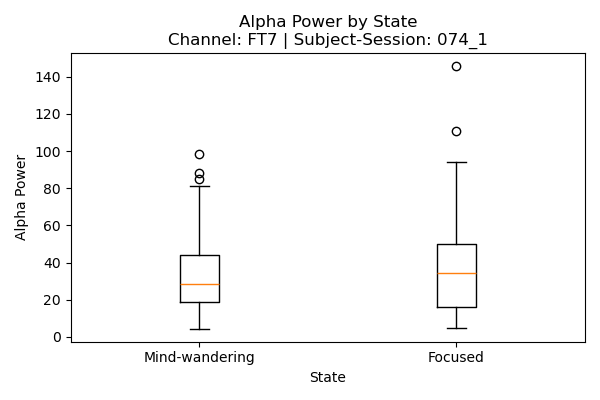 Alpha Power by State
Channel: FT7 | Subject-Session: 074_1
140
120
100
80
60
40
20
0
Alpha Power
Mind-wandering
Focused
State